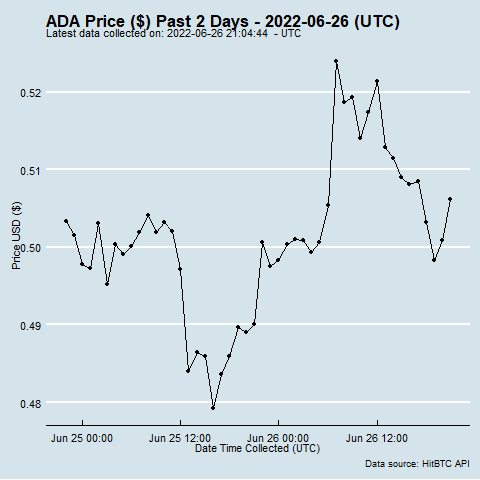 ADA Price ($) Past 2 Days - 2022-06-26 (UTC)
Latest data collected on: 2022-06-26 21:04:44 - UTC
0.52
0.51
0.50
0.49
0.48
Price USD ($)
Jun 25 00:00
Jun 25 12:00
Jun 26 00:00
Jun 26 12:00
Date Time Collected (UTC)
Data source: HitBTC API